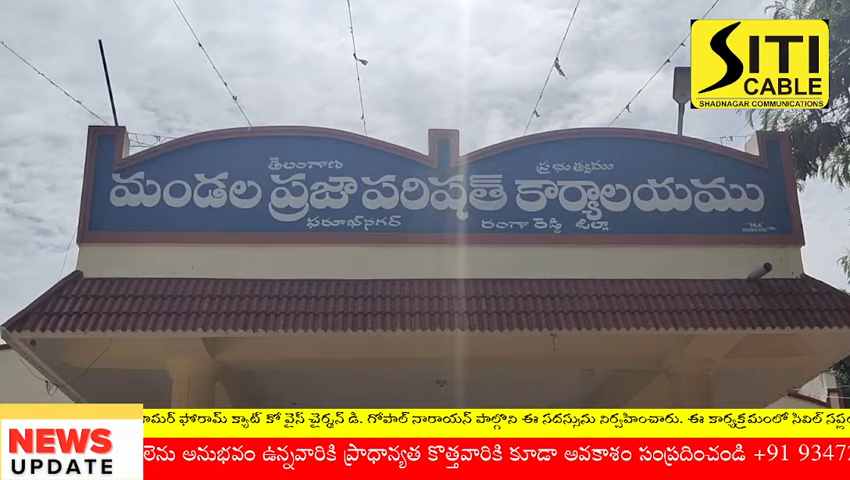 SITI
CABLE
SHADNAGAR COMMUNICATIONS
తెలంగాణ ప్రభుత్వము
మండల ప్రజా పరిషత్ కార్యాలయము
ఫరూఖ్‌నగర్ రంగా రెడ్డి జిల్లా
ఫోరామ్ క్యాట్ కో వైస్ చైర్మన్ డి. గోపాల్ నారాయన్ పాల్గొని ఈ సదస్సును నిర్వహించారు. ఈ కార్యక్రమంలో సివిల్
NEWS
UPDATE
అనుభవం ఉన్నవారికి ప్రాధాన్యత కొత్తవారికి కూడా అవకాశం సంప్రదించండి +91 9347